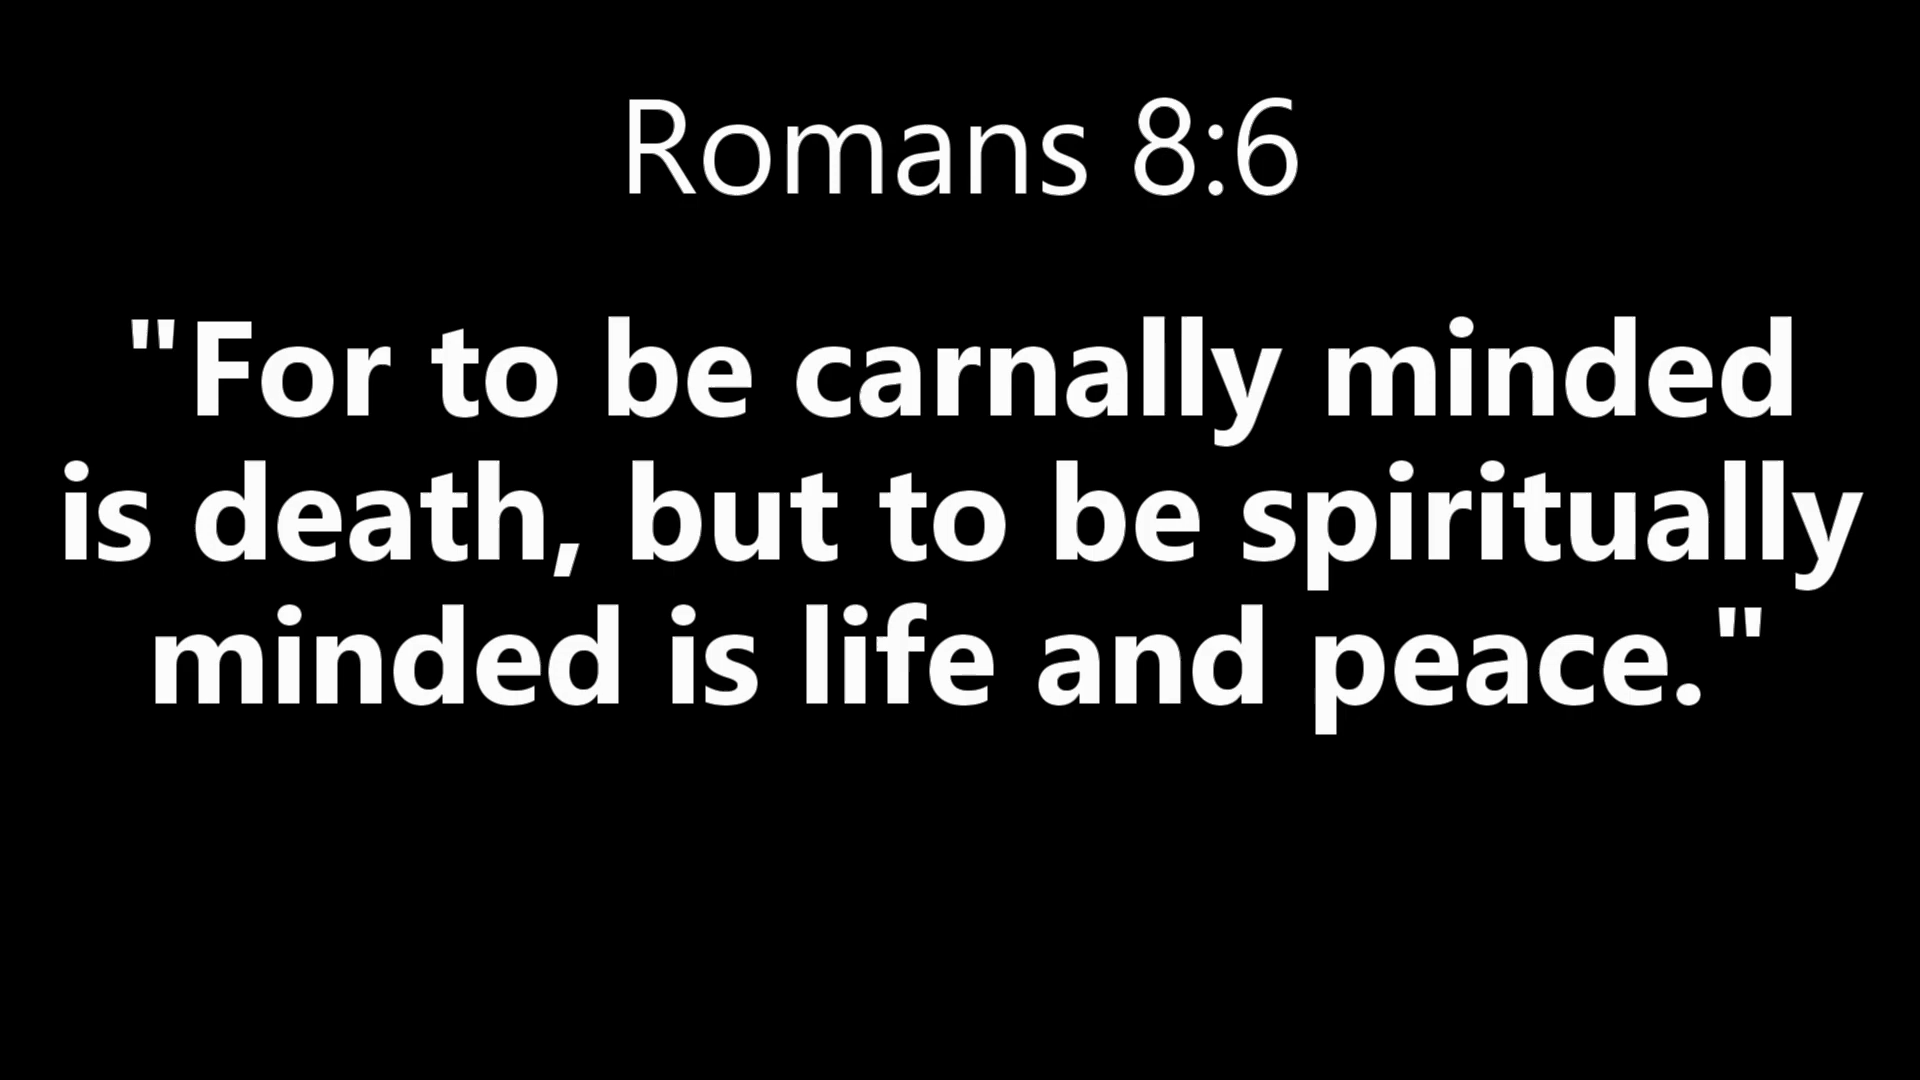 Romans 8:6
"For to be carnally minded
is death, but to be spiritually
minded is life and peace."